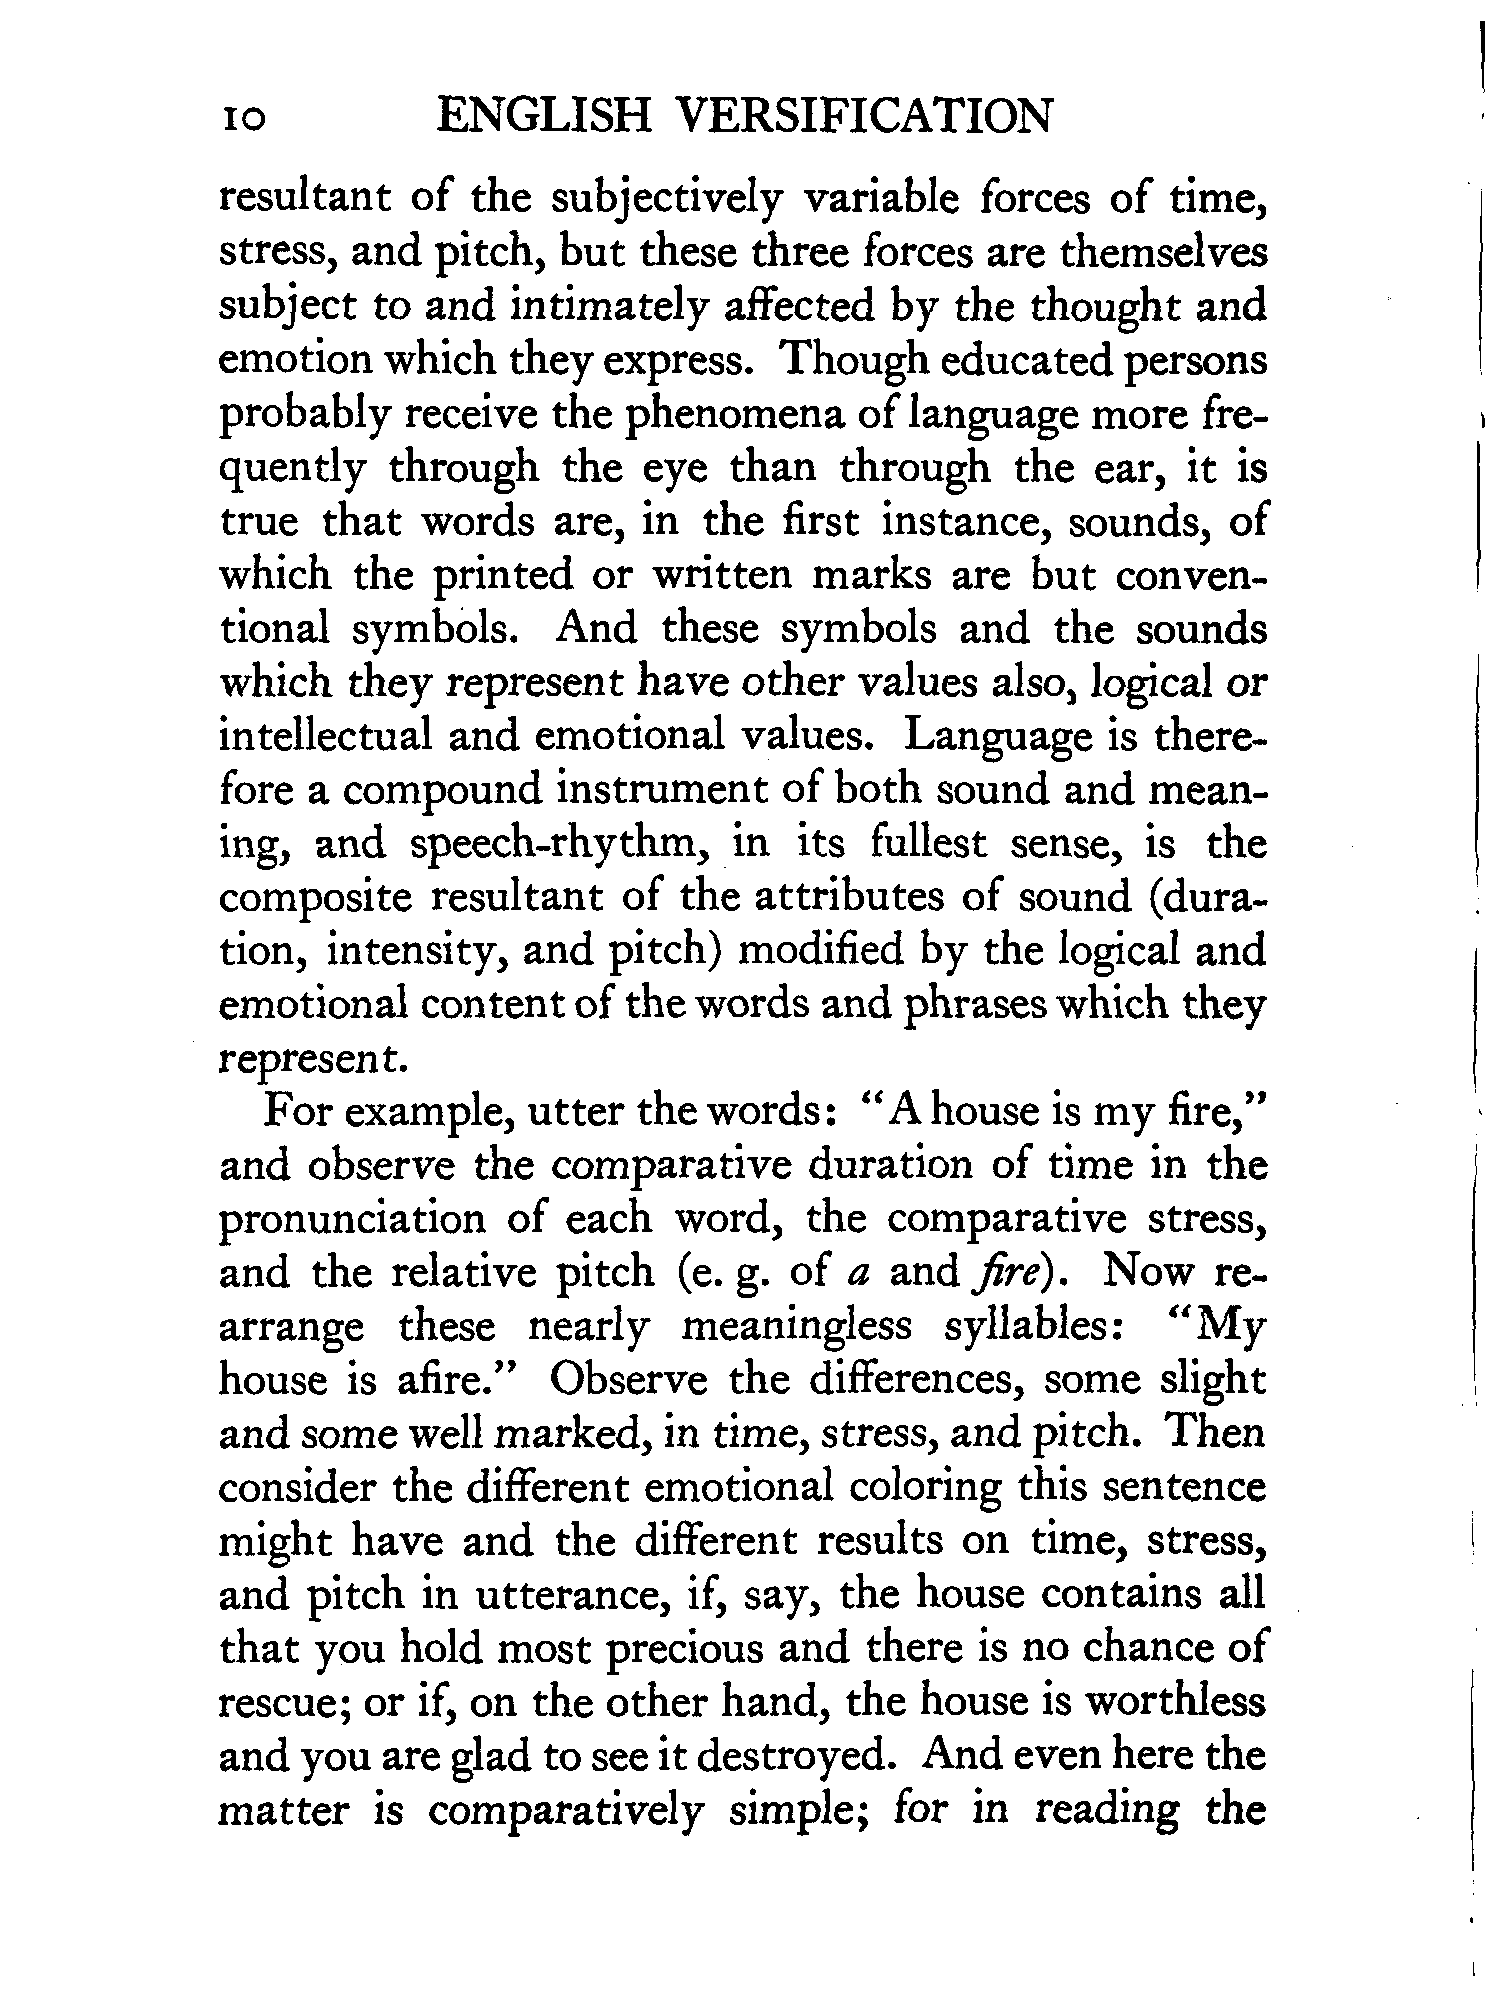 10 ENGLISH VERSIFICATION
resultant of the subjectively variable forces of time,
stress, and pitch, but these three forces are themselves
subject to and intimately affected by the thought and
emotion which they express. Though educated persons
probably receive the phenomena of language more fre-
quently through the eye than through the ear, it is
true that words are, in the first instance, sounds, of
which the printed or written marks are but conven-
tional symbols. And these symbols and the sounds
which they represent have other values also, logical or
intellectual and emotional values. Language is there-
fore a compound instrument of both sound and mean-
ing, and speech-rhythm, in its fullest sense, is the
composite resultant of the attributes of sound (dura-
tion, intensity, and pitch) modified by the logical and
emotional content of the words and phrases which they
represent.
For example, utter the words: “A house is my fire,”
and observe the comparative duration of time in the
pronunciation of each word, the comparative stress,
and the relative pitch (e. g. of a and fire). Now re-
arrange these nearly meaningless syllables: “My
house is afire.” Observe the differences, some slight
and some well marked, in time, stress, and pitch. Then
consider the different emotional coloring this sentence
might have and the different results on time, stress,
and pitch in utterance, if, say, the house contains all
that you hold most precious and there is no chance of
rescue; or if, on the other hand, the house is worthless
and you are glad to see it destroyed. And even here the
matter is comparatively simple; for in reading the